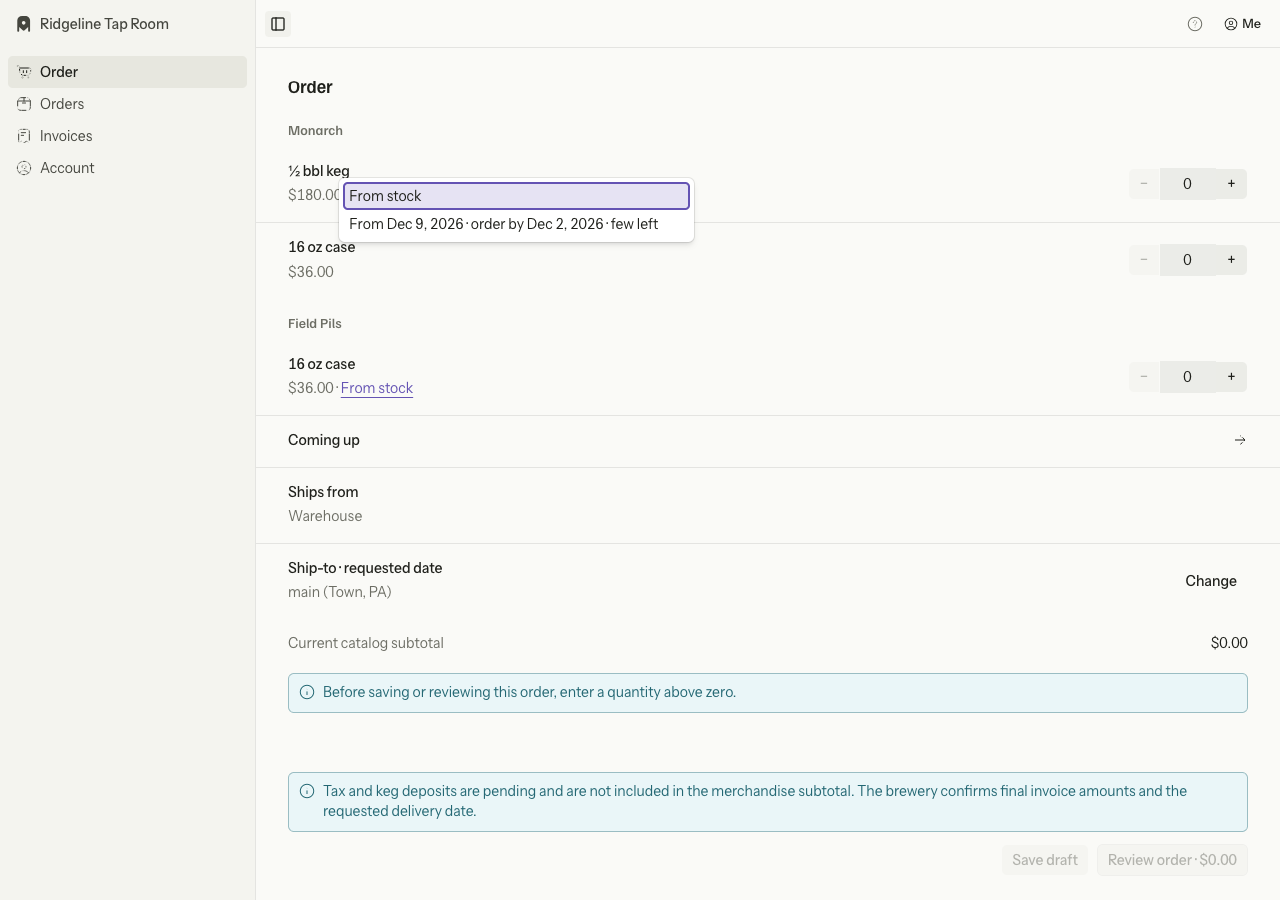 Ridgeline Tap Room
Me
Order
Orders
Invoices
Account
Order
Monarch
½ bbl keg
$180.00
From stock
From Dec 9, 2026 · order by Dec 2, 2026 · few left
− 0 +
16 oz case
$36.00
− 0 +
Field Pils
16 oz case
$36.00 · From stock
− 0 +
Coming up
Ships from
Warehouse
Ship-to · requested date
main (Town, PA)
Change
Current catalog subtotal
$0.00
Before saving or reviewing this order, enter a quantity above zero.
Tax and keg deposits are pending and are not included in the merchandise subtotal. The brewery confirms final invoice amounts and the
requested delivery date.
Save draft
Review order · $0.00